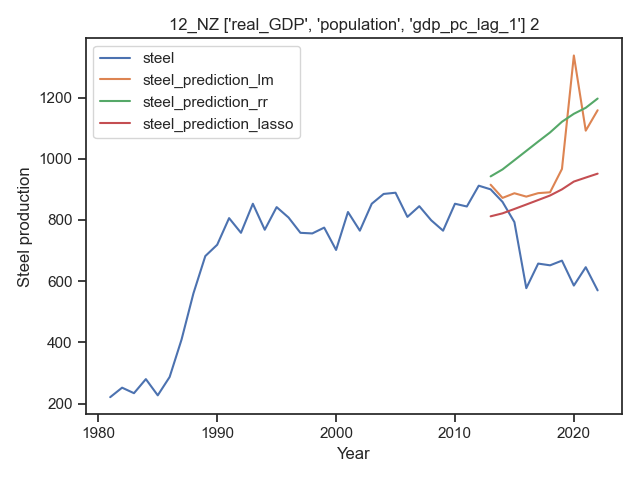 12_NZ ['real_GDP', 'population', 'gdp_pc_lag_1'] 2
steel
steel_prediction_lm
steel_prediction_rr
steel_prediction_lasso
Steel production
1200
1000
800
600
400
200
1980
1990
2000
2010
2020
Year